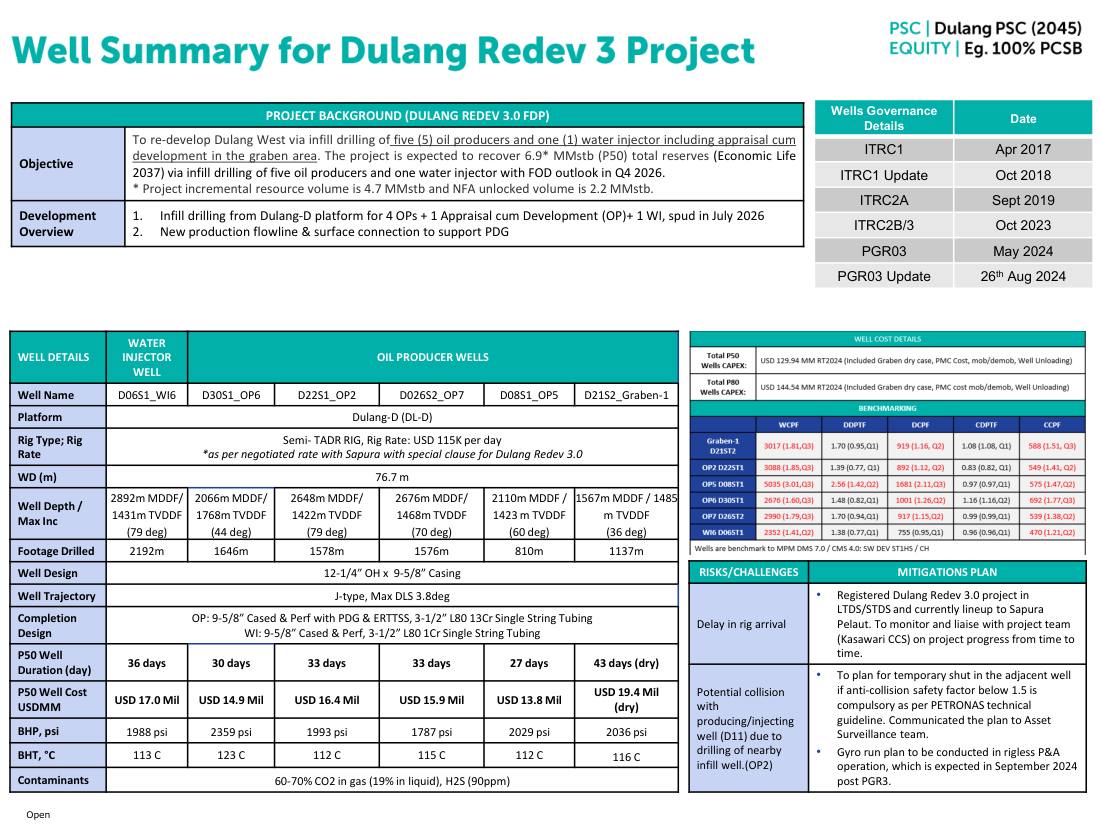 Well Summary for Dulang Redev 3 Project
PSC | Dulang PSC (2045)
EQUITY | Eg. 100% PCSB
PROJECT BACKGROUND (DULANG REDEV 3.0 FDP)
Objective
To re-develop Dulang West via infill drilling of five (5) oil producers and one (1) water injector including appraisal cum
development in the graben area. The project is expected to recover 6.9* MMstb (P50) total reserves (Economic Life
2037) via infill drilling of five oil producers and one water injector with FOD outlook in Q4 2026.
* Project incremental resource volume is 4.7 MMstb and NFA unlocked volume is 2.2 MMstb.
Development
Overview
1. Infill drilling from Dulang-D platform for 4 OPs + 1 Appraisal cum Development (OP)+ 1 WI, spud in July 2026
2. New production flowline & surface connection to support PDG
Wells Governance
Details
Date
ITRC1 Apr 2017
ITRC1 Update Oct 2018
ITRC2A Sept 2019
ITRC2B/3 Oct 2023
PGR03 May 2024
PGR03 Update 26th Aug 2024
WELL DETAILS
WATER
INJECTOR
WELL
OIL PRODUCER WELLS
Well Name D06S1_WI6 D30S1_OP6 D22S1_OP2 D026S2_OP7 D08S1_OP5 D21S2_Graben-1
Platform Dulang-D (DL-D)
Rig Type; Rig
Rate
Semi- TADR RIG, Rig Rate: USD 115K per day
*as per negotiated rate with Sapura with special clause for Dulang Redev 3.0
WD (m) 76.7 m
Well Depth /
Max Inc
2892m MDDF/ 2066m MDDF/ 2648m MDDF/ 2676m MDDF/ 2110m MDDF / 1567m MDDF / 1485
1431m TVDDF 1768m TVDDF 1422m TVDDF 1468m TVDDF 1423 m TVDDF m TVDDF
(79 deg) (44 deg) (79 deg) (70 deg) (60 deg) (36 deg)
Footage Drilled 2192m 1646m 1578m 1576m 810m 1137m
Well Design 12-1/4” OH x 9-5/8” Casing
Well Trajectory J-type, Max DLS 3.8deg
Completion
Design
OP: 9-5/8” Cased & Perf with PDG & ERTTSS, 3-1/2” L80 13Cr Single String Tubing
WI: 9-5/8” Cased & Perf, 3-1/2” L80 1Cr Single String Tubing
P50 Well
Duration (day)
36 days 30 days 33 days 33 days 27 days 43 days (dry)
P50 Well Cost
USDMM
USD 17.0 Mil USD 14.9 Mil USD 16.4 Mil USD 15.9 Mil USD 13.8 Mil USD 19.4 Mil
(dry)
BHP, psi 1988 psi 2359 psi 1993 psi 1787 psi 2029 psi 2036 psi
BHT, °C 113 C 123 C 112 C 115 C 112 C 116 C
Contaminants 60-70% CO2 in gas (19% in liquid), H2S (90ppm)
WELL COST DETAILS
Total P50
Wells CAPEX:
USD 129.94 MM RT2024 (Included Graben dry case, PMC Cost, mob/demob, Well Unloading)
Total P80
Wells CAPEX:
USD 144.54 MM RT2024 (Included Graben dry case, PMC cost mob/demob, Well Unloading)
BENCHMARKING
WCPF DDPTF DCPF CDPTF CCPF
Graben-1
D21ST2
3017 (1.81,Q3) 1.70 (0.95,Q1) 919 (1.16, Q2) 1.08 (1.08, Q1) 588 (1.51, Q3)
OP2 D22ST1 3088 (1.85,Q3) 1.39 (0.77, Q1) 892 (1.12, Q2) 0.83 (0.82, Q1) 549 (1.41, Q2)
OP5 D08ST1 5035 (3.01,Q3) 2.56 (1.42,Q2) 1681 (2.11,Q3) 0.97 (0.97,Q1) 575 (1.47,Q2)
OP6 D30ST1 2676 (1.60,Q3) 1.48 (0.82,Q1) 1001 (1.26,Q2) 1.16 (1.16,Q2) 692 (1.77,Q3)
OP7 D26ST2 2990 (1.79,Q3) 1.70 (0.94,Q1) 917 (1.15,Q2) 0.99 (0.99,Q1) 539 (1.38,Q2)
WI6 D06ST1 2352 (1.41,Q2) 1.38 (0.77,Q1) 755 (0.95,Q1) 0.96 (0.96,Q1) 470 (1.21,Q2)
Wells are benchmark to MPM DMS 7.0 / CMS 4.0: SW DEV ST1HS / CH
RISKS/CHALLENGES MITIGATIONS PLAN
Delay in rig arrival
• Registered Dulang Redev 3.0 project in
LTDS/STDS and currently lineup to Sapura
Pelaut. To monitor and liaise with project team
(Kasawari CCS) on project progress from time to
time.
Potential collision
with
producing/injecting
well (D11) due to
drilling of nearby
infill well.(OP2)
• To plan for temporary shut in the adjacent well
if anti-collision safety factor below 1.5 is
compulsory as per PETRONAS technical
guideline. Communicated the plan to Asset
Surveillance team.
• Gyro run plan to be conducted in rigless P&A
operation, which is expected in September 2024
post PGR3.
Open